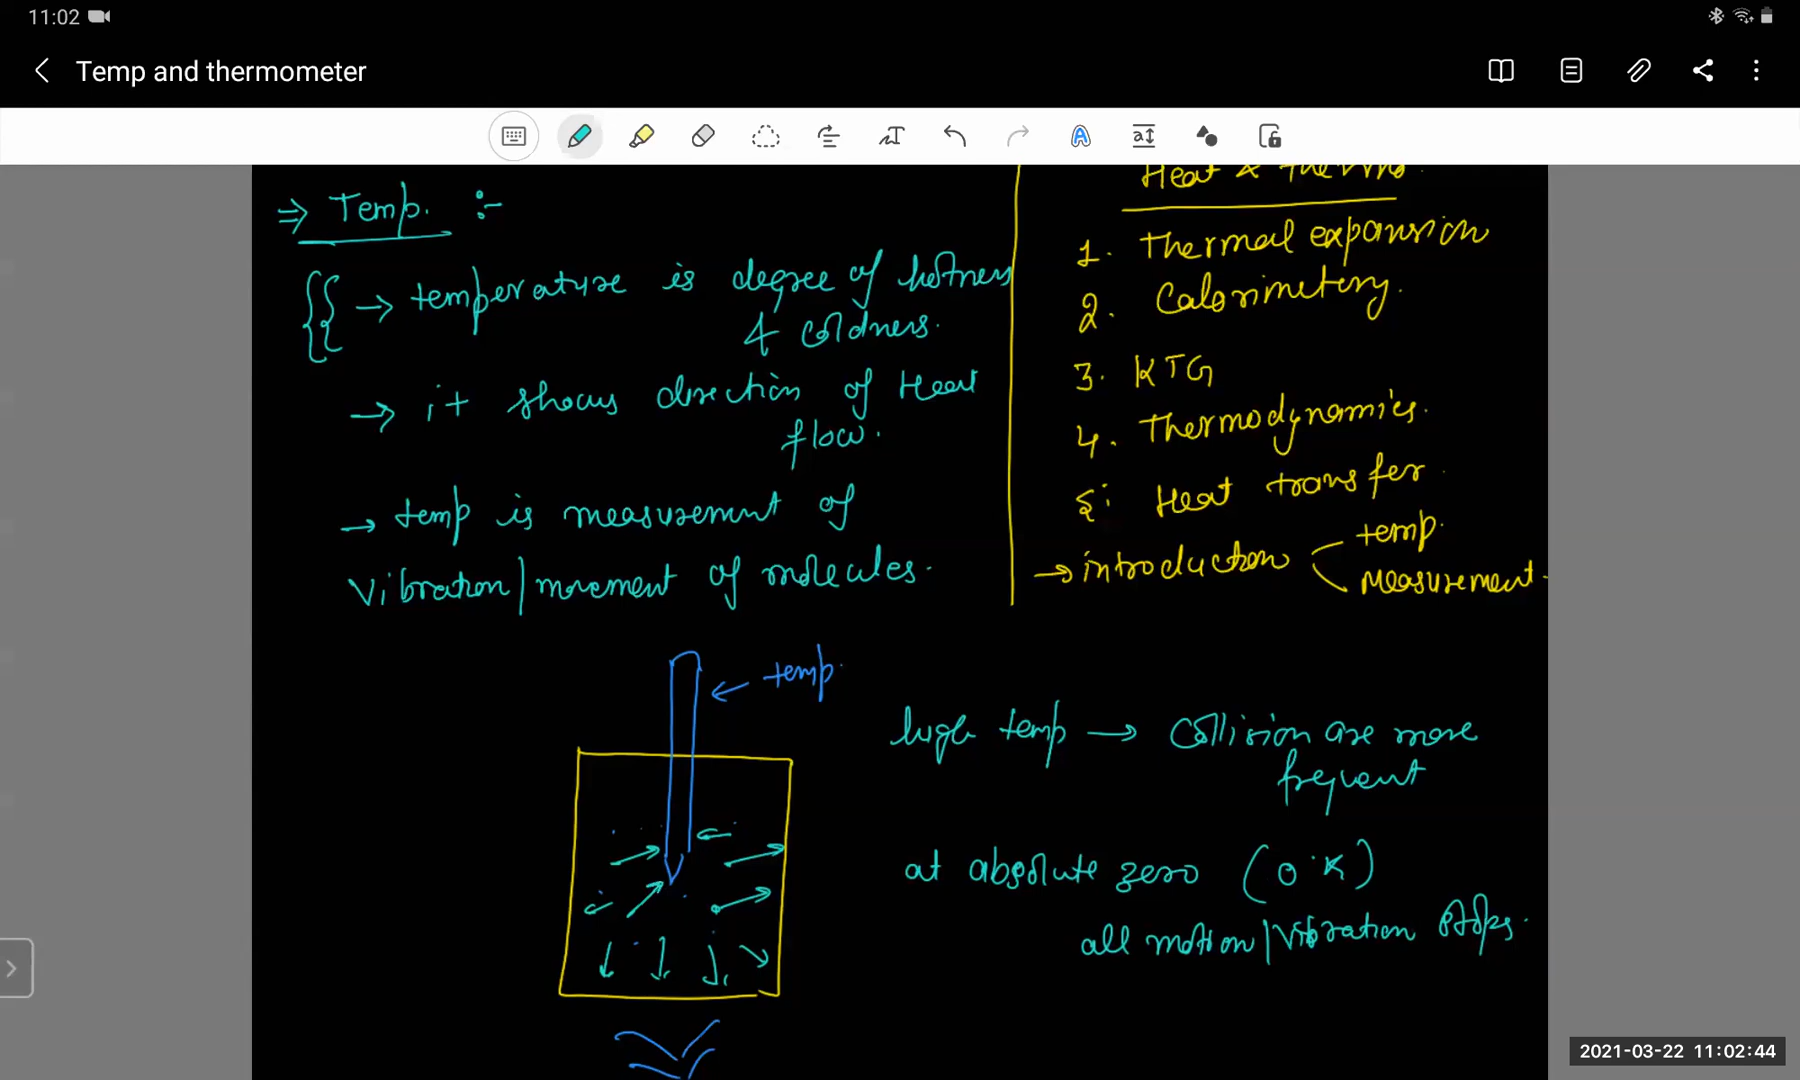 11:02
Temp and thermometer
⇒ Temp. :-
→ temperature is degree of hotness
& coldness.
→ it shows direction of Heat
flow.
→ temp is measurement of
vibration/movement of molecules.
Heat & Thermo.
1. Thermal expansion
2. Calorimetery.
3. KTG
4. Thermodynamics.
5. Heat transfer
→ introduction
temp.
measurement.
← temp.
high temp → Collision are more
frequent
at absolute zero (0°K)
all motion/vibration stops.
2021-03-22 11:02:44